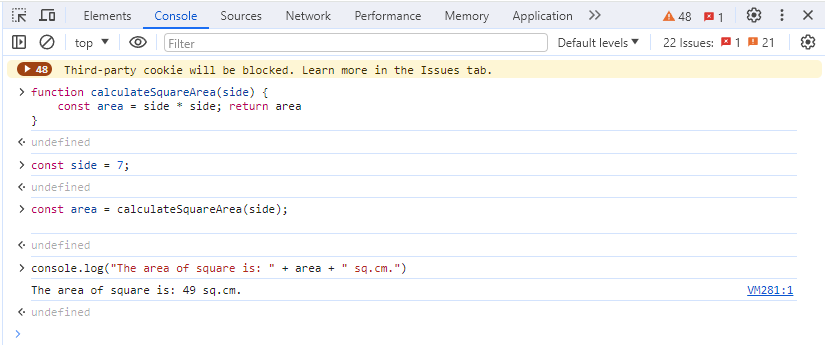 Elements Console Sources Network Performance Memory Application 48 1
top Filter Default levels 22 Issues: 1 21
48 Third-party cookie will be blocked. Learn more in the Issues tab.
function calculateSquareArea(side) {
const area = side * side; return area
}
undefined
const side = 7;
undefined
const area = calculateSquareArea(side);
undefined
console.log("The area of square is: " + area + " sq.cm.")
The area of square is: 49 sq.cm. VM281:1
undefined